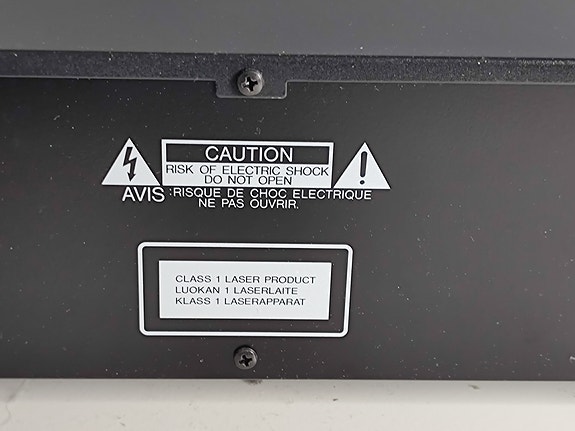 CAUTION
RISK OF ELECTRIC SHOCK
DO NOT OPEN
AVIS :RISQUE DE CHOC ELECTRIQUE
NE PAS OUVRIR.
CLASS 1 LASER PRODUCT
LUOKAN 1 LASERLAITE
KLASS 1 LASERAPPARAT